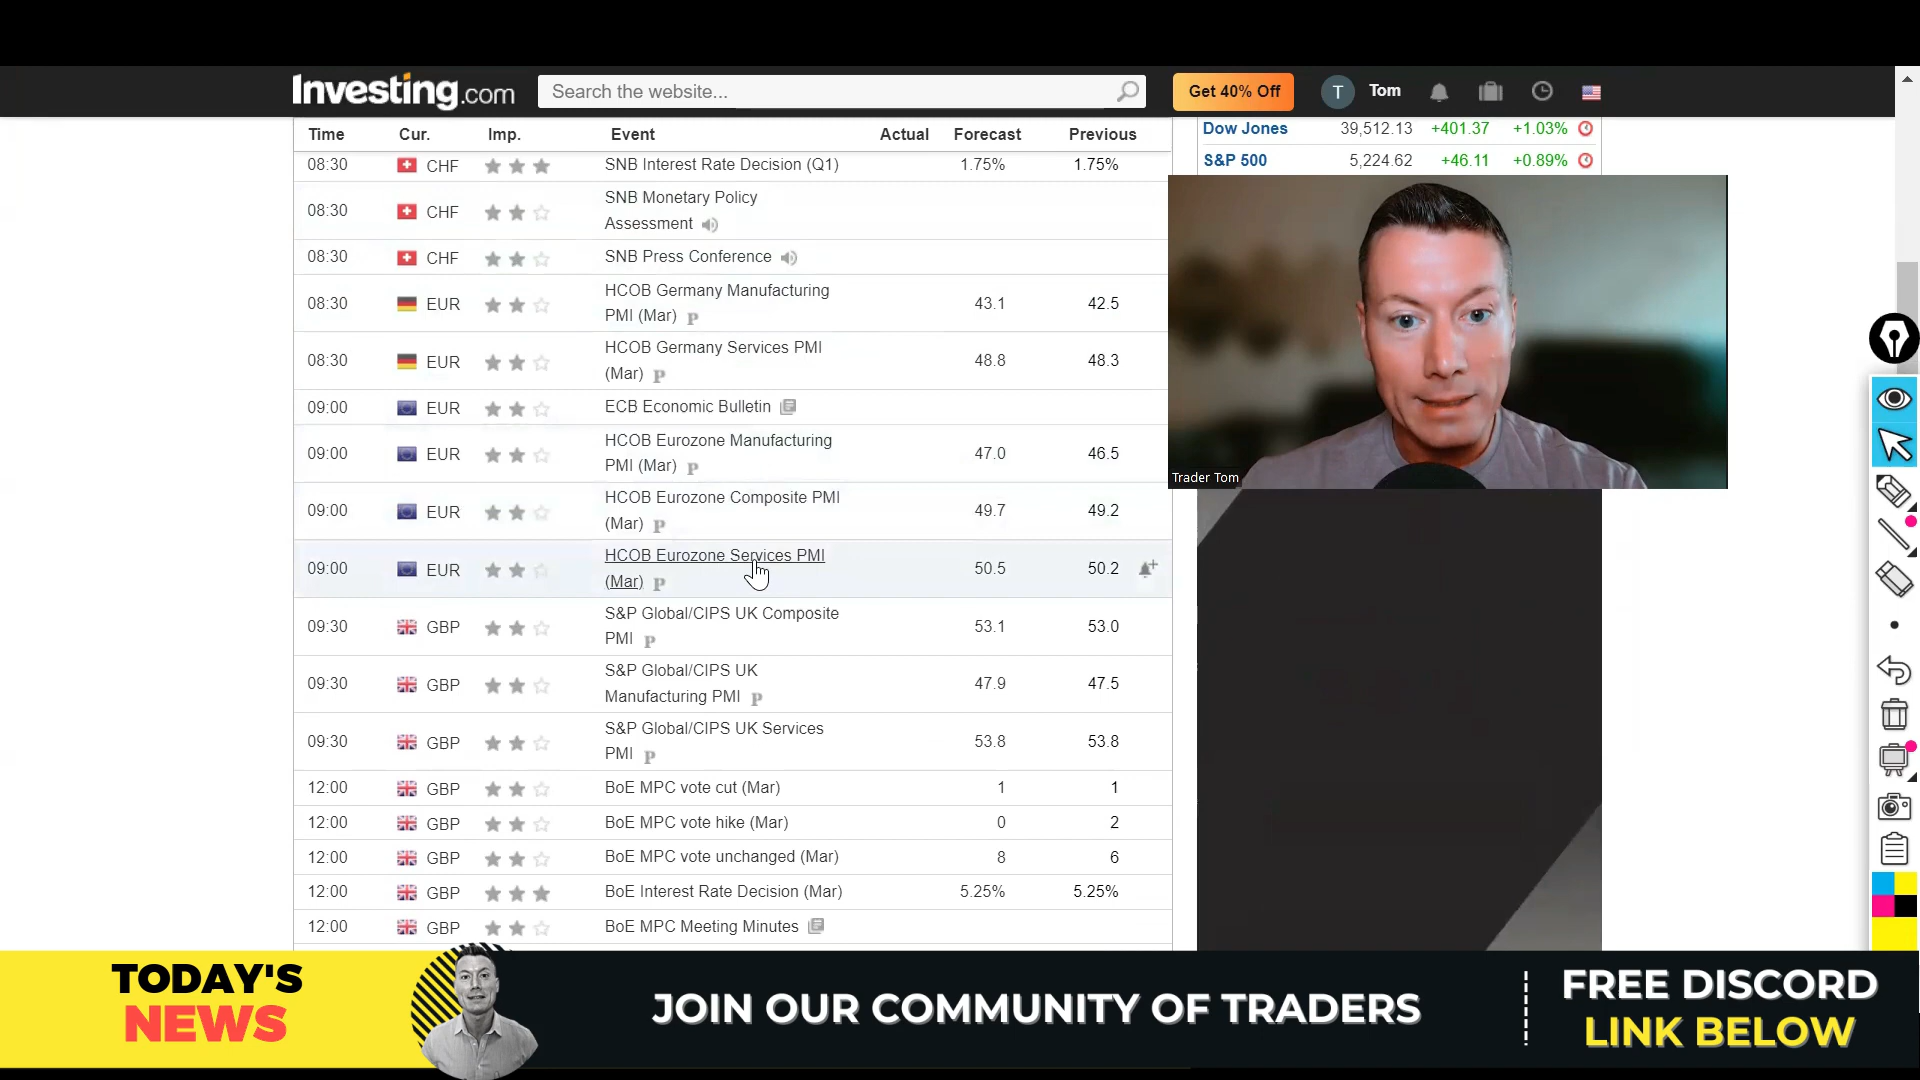 Investing.com
Search the website...
Get 40% Off
T
Tom
Time Cur. Imp. Event Actual Forecast Previous
08:30 CHF SNB Interest Rate Decision (Q1) 1.75% 1.75%
08:30 CHF SNB Monetary Policy
Assessment
08:30 CHF SNB Press Conference
08:30 EUR HCOB Germany Manufacturing
PMI (Mar) P 43.1 42.5
08:30 EUR HCOB Germany Services PMI
(Mar) P 48.8 48.3
09:00 EUR ECB Economic Bulletin
09:00 EUR HCOB Eurozone Manufacturing
PMI (Mar) P 47.0 46.5
09:00 EUR HCOB Eurozone Composite PMI
(Mar) P 49.7 49.2
09:00 EUR HCOB Eurozone Services PMI
(Mar) P 50.5 50.2
09:30 GBP S&P Global/CIPS UK Composite
PMI P 53.1 53.0
09:30 GBP S&P Global/CIPS UK
Manufacturing PMI P 47.9 47.5
09:30 GBP S&P Global/CIPS UK Services
PMI P 53.8 53.8
12:00 GBP BoE MPC vote cut (Mar) 1 1
12:00 GBP BoE MPC vote hike (Mar) 0 2
12:00 GBP BoE MPC vote unchanged (Mar) 8 6
12:00 GBP BoE Interest Rate Decision (Mar) 5.25% 5.25%
12:00 GBP BoE MPC Meeting Minutes
Dow Jones 39,512.13 +401.37 +1.03%
S&P 500 5,224.62 +46.11 +0.89%
Trader Tom
TODAY'S
NEWS
JOIN OUR COMMUNITY OF TRADERS
FREE DISCORD
LINK BELOW